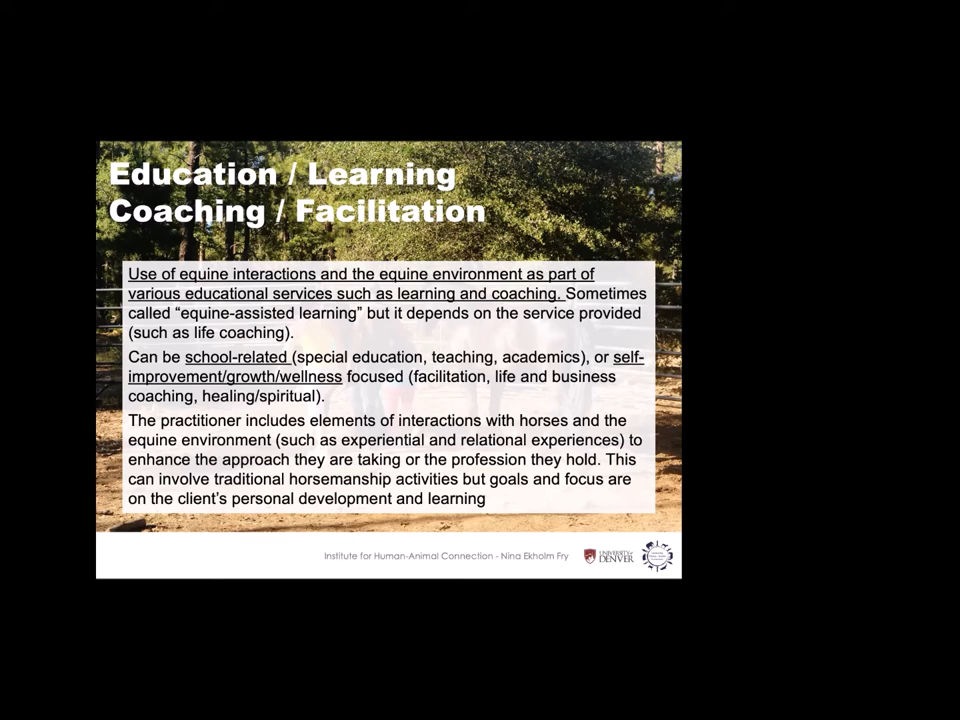 Education / Learning
Coaching / Facilitation
Use of equine interactions and the equine environment as part of
various educational services such as learning and coaching. Sometimes
called “equine-assisted learning” but it depends on the service provided
(such as life coaching).
Can be school-related (special education, teaching, academics), or self-
improvement/growth/wellness focused (facilitation, life and business
coaching, healing/spiritual).
The practitioner includes elements of interactions with horses and the
equine environment (such as experiential and relational experiences) to
enhance the approach they are taking or the profession they hold. This
can involve traditional horsemanship activities but goals and focus are
on the client’s personal development and learning
Institute for Human-Animal Connection - Nina Ekholm Fry
UNIVERSITY of
DENVER